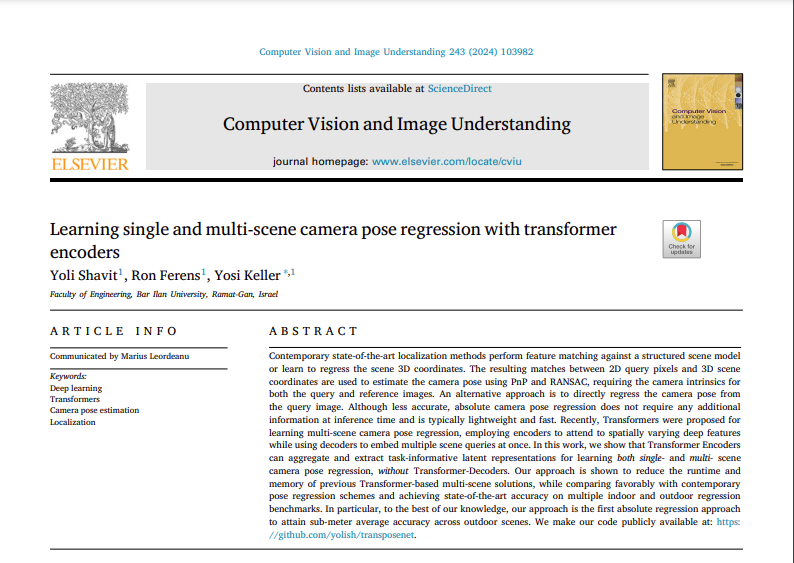 Computer Vision and Image Understanding 243 (2024) 103982
Contents lists available at ScienceDirect
Computer Vision and Image Understanding
journal homepage: www.elsevier.com/locate/cviu
ELSEVIER
Computer Vision
and Image
Understanding
Learning single and multi-scene camera pose regression with transformer
encoders
Check for
updates
Yoli Shavit1, Ron Ferens1, Yosi Keller *,1
Faculty of Engineering, Bar Ilan University, Ramat-Gan, Israel
ARTICLE INFO
Communicated by Marius Leordeanu
Keywords:
Deep learning
Transformers
Camera pose estimation
Localization
ABSTRACT
Contemporary state-of-the-art localization methods perform feature matching against a structured scene model
or learn to regress the scene 3D coordinates. The resulting matches between 2D query pixels and 3D scene
coordinates are used to estimate the camera pose using PnP and RANSAC, requiring the camera intrinsics for
both the query and reference images. An alternative approach is to directly regress the camera pose from
the query image. Although less accurate, absolute camera pose regression does not require any additional
information at inference time and is typically lightweight and fast. Recently, Transformers were proposed for
learning multi-scene camera pose regression, employing encoders to attend to spatially varying deep features
while using decoders to embed multiple scene queries at once. In this work, we show that Transformer Encoders
can aggregate and extract task-informative latent representations for learning both single- and multi- scene
camera pose regression, without Transformer-Decoders. Our approach is shown to reduce the runtime and
memory of previous Transformer-based multi-scene solutions, while comparing favorably with contemporary
pose regression schemes and achieving state-of-the-art accuracy on multiple indoor and outdoor regression
benchmarks. In particular, to the best of our knowledge, our approach is the first absolute regression approach
to attain sub-meter average accuracy across outdoor scenes. We make our code publicly available at: https:
//github.com/yolish/transposenet.